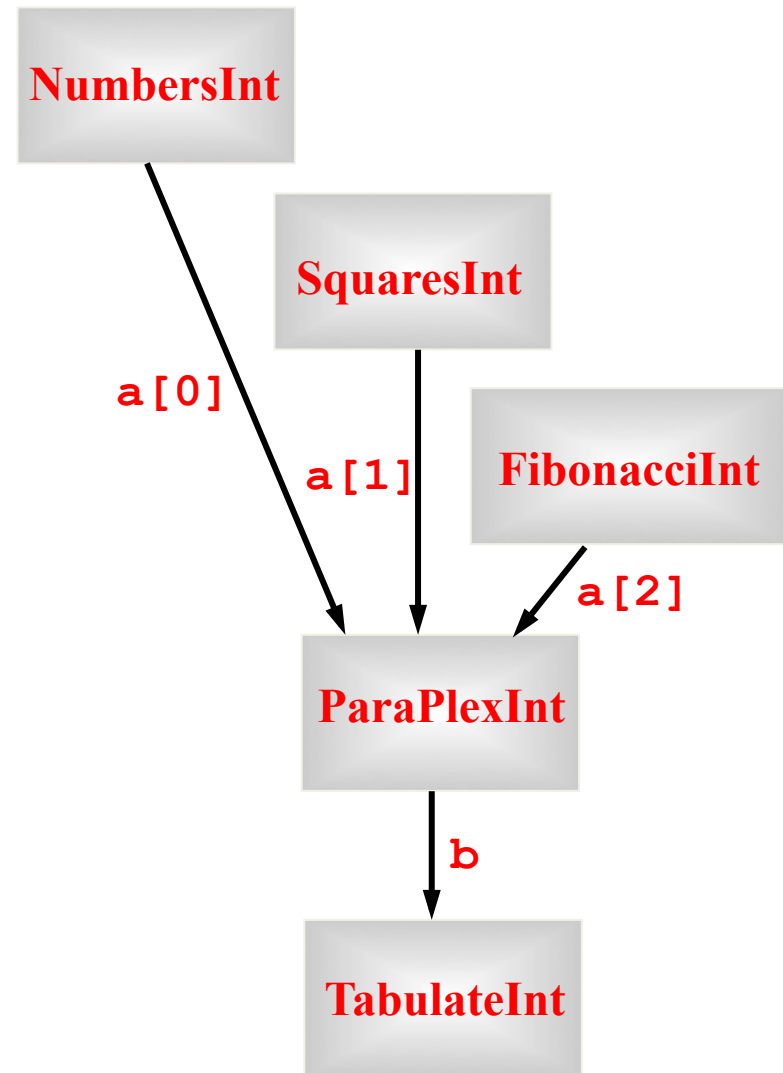 NumbersInt
SquaresInt
a[0]
a[1]
FibonacciInt
a[2]
ParaPlexInt
b
TabulateInt